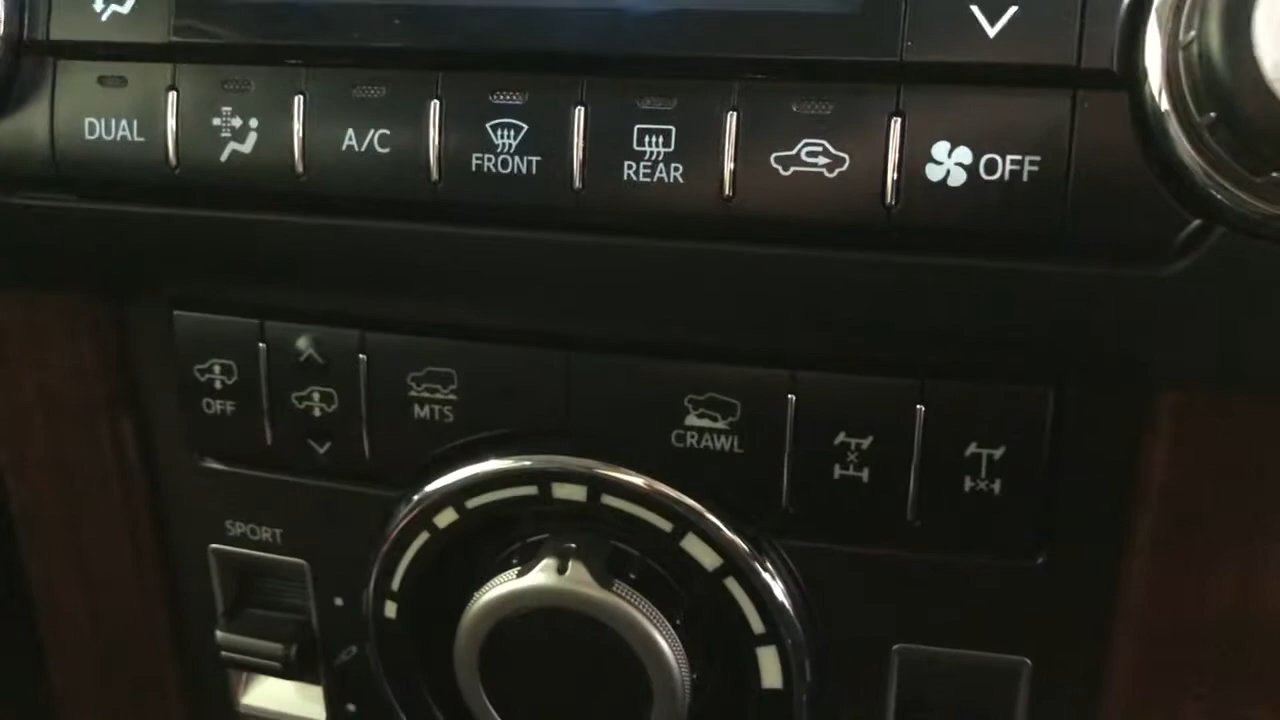 DUAL
A/C
FRONT
REAR
OFF
OFF
MTS
CRAWL
SPORT